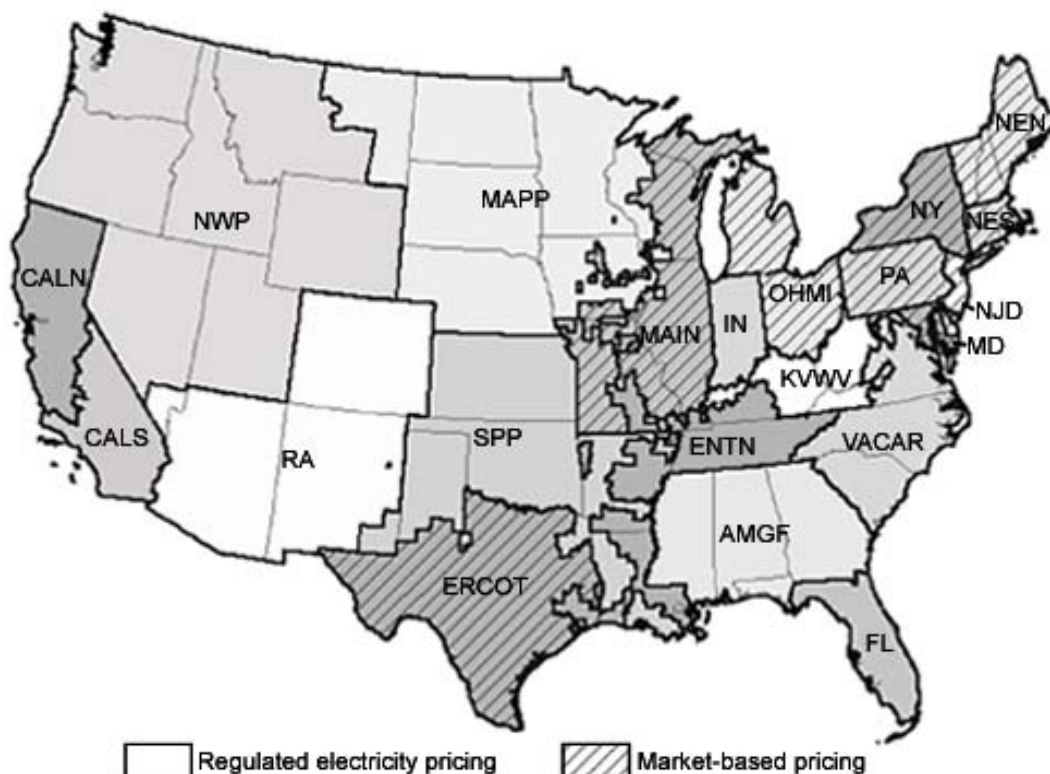 NEN
MAPP
NWP
NY
NES
CALN
PA
OHMI
NJD
MAIN
IN
MD
KVWV
CALS
SPP
ENTN
VACAR
RA
AMGF
ERCOT
FL
Regulated electricity pricing
Market-based pricing